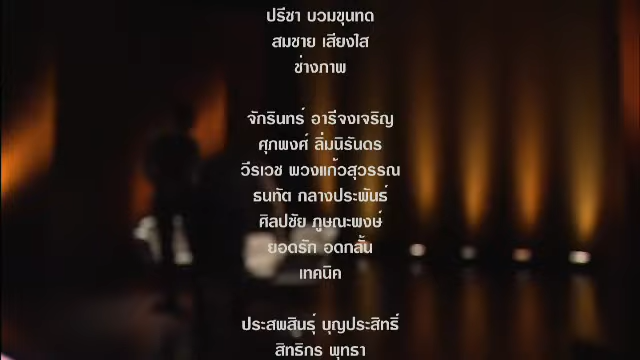 ปรีชา บวมขุนทด
สมชาย เสียงใส
ช่างภาพ
จักรินทร์ อารีจงเจริญ
ศุภพงศ์ ลิ่มนิรันดร
วีรเวช พวงแก้วสุวรรณ
ธนทัต กลางประพันธ์
ศิลปชัย ภูษณะพงษ์
ยอดรัก อดกลั้น
เทคนิค
ประสพสินธุ์ บุญประสิทธิ์
สิทธิกร พุทธา